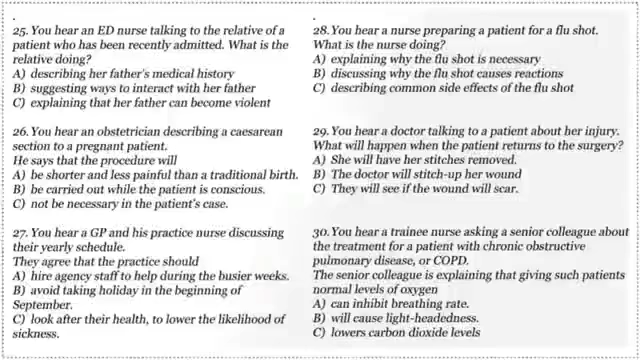 25. You hear an ED nurse talking to the relative of a
patient who has been recently admitted. What is the
relative doing?
A) describing her father's medical history
B) suggesting ways to interact with her father
C) explaining that her father can become violent
26. You hear an obstetrician describing a caesarean
section to a pregnant patient.
He says that the procedure will
A) be shorter and less painful than a traditional birth.
B) be carried out while the patient is conscious.
C) not be necessary in the patient's case.
27. You hear a GP and his practice nurse discussing
their yearly schedule.
They agree that the practice should
A) hire agency staff to help during the busier weeks.
B) avoid taking holiday in the beginning of
September.
C) look after their health, to lower the likelihood of
sickness.
28. You hear a nurse preparing a patient for a flu shot.
What is the nurse doing?
A) explaining why the flu shot is necessary
B) discussing why the flu shot causes reactions
C) describing common side effects of the flu shot
29. You hear a doctor talking to a patient about her injury.
What will happen when the patient returns to the surgery?
A) She will have her stitches removed.
B) The doctor will stitch-up her wound
C) They will see if the wound will scar.
30. You hear a trainee nurse asking a senior colleague about
the treatment for a patient with chronic obstructive
pulmonary disease, or COPD.
The senior colleague is explaining that giving such patients
normal levels of oxygen
A) can inhibit breathing rate.
B) will cause light-headedness.
C) lowers carbon dioxide levels